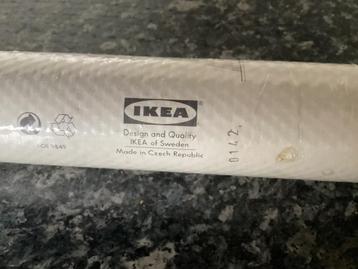 IKEA
Design and Quality
IKEA of Sweden
Made in Czech Republic
0142,